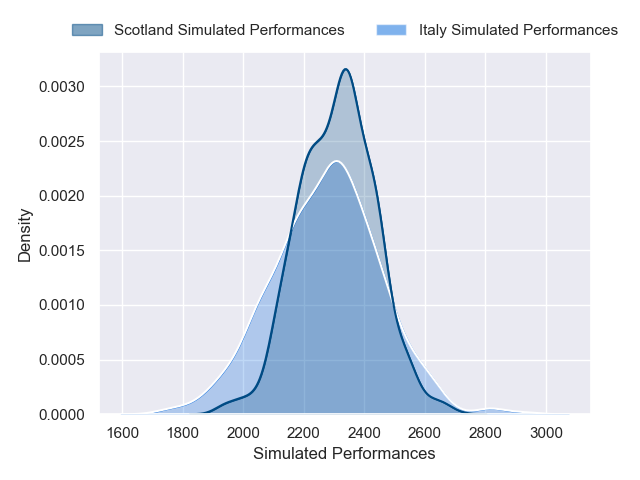 Scotland Simulated Performances Italy Simulated Performances
0.0030
0.0025
0.0020
0.0015
0.0010
0.0005
0.0000
Density
1600 1800 2000 2200 2400 2600 2800 3000
Simulated Performances